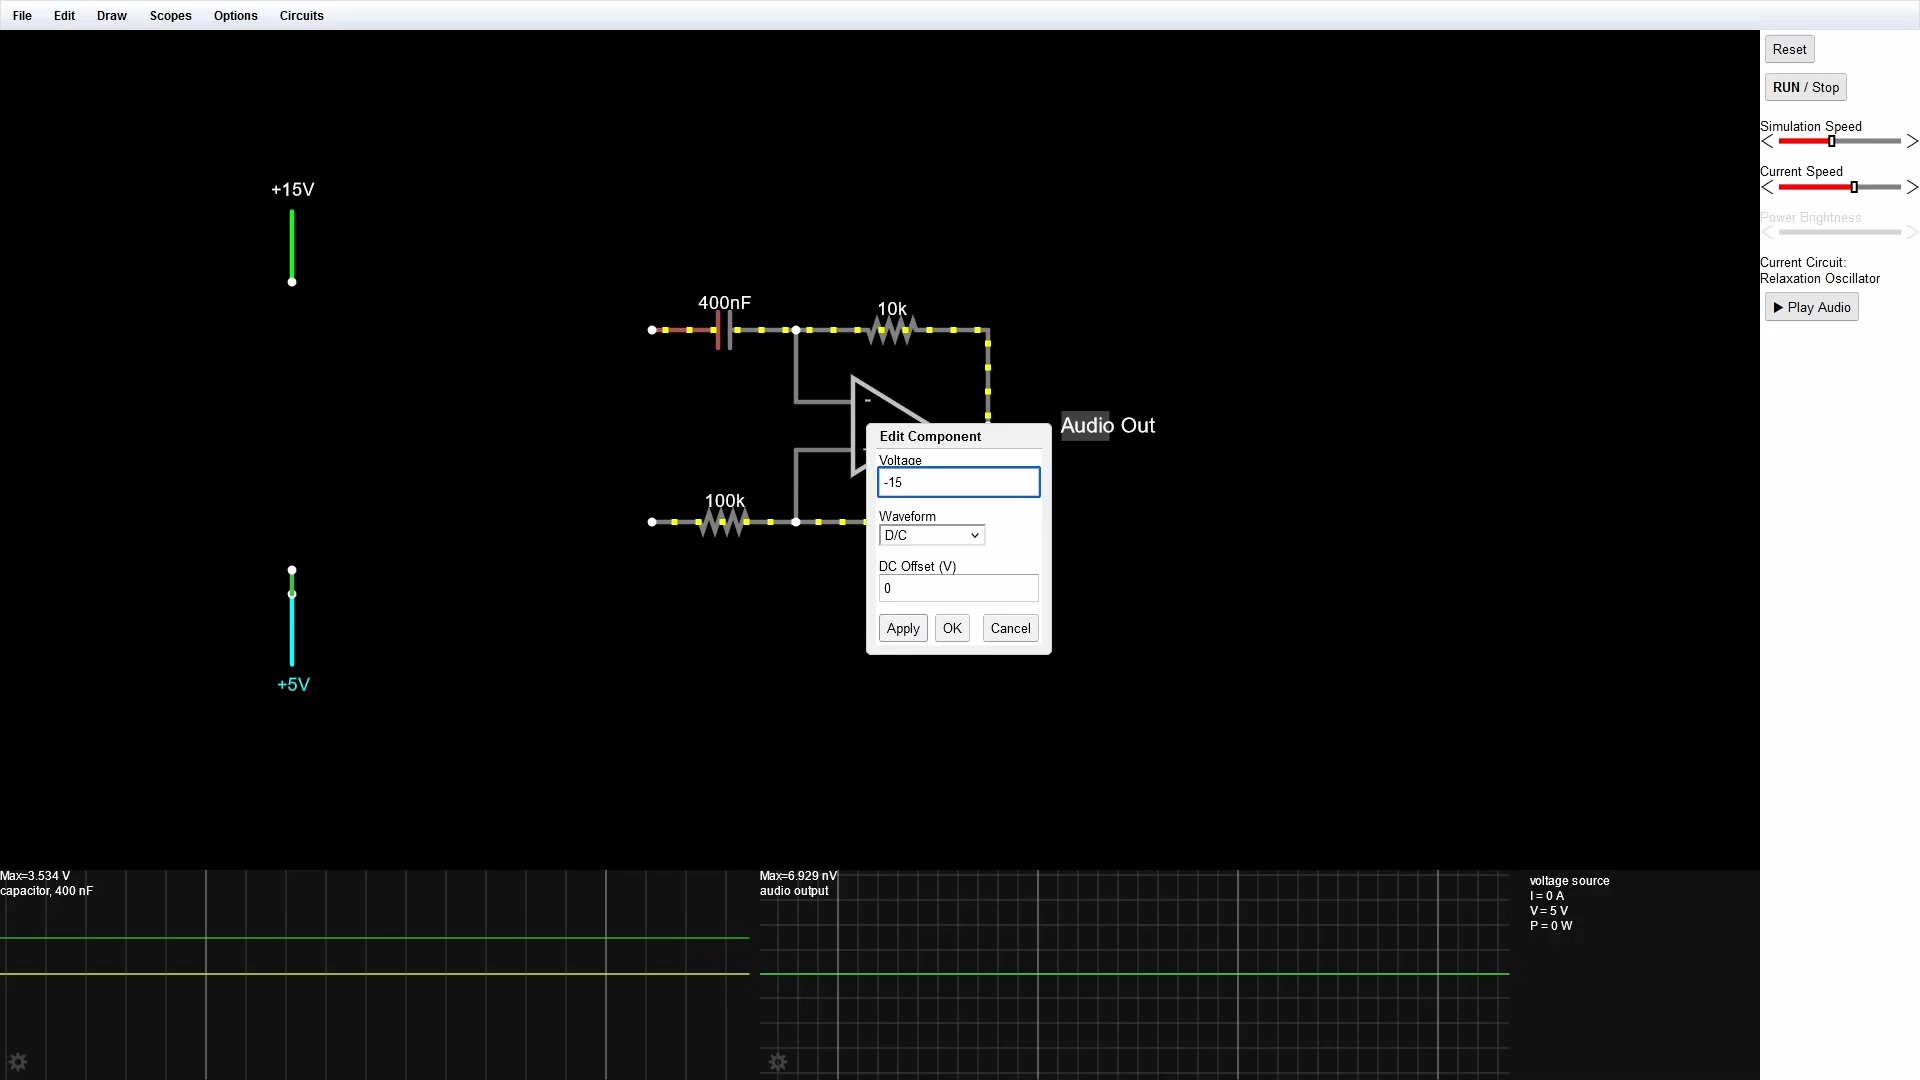 File Edit Draw Scopes Options Circuits
Reset
RUN / Stop
Simulation Speed
Current Speed
Power Brightness
Current Circuit:
Relaxation Oscillator
▶ Play Audio
+15V
400nF
10k
-
Audio Out
100k
+5V
Edit Component
Voltage
-15
Waveform
D/C
DC Offset (V)
0
Apply OK Cancel
Max=3.534 V
capacitor, 400 nF
Max=6.929 nV
audio output
voltage source
I = 0 A
V = 5 V
P = 0 W